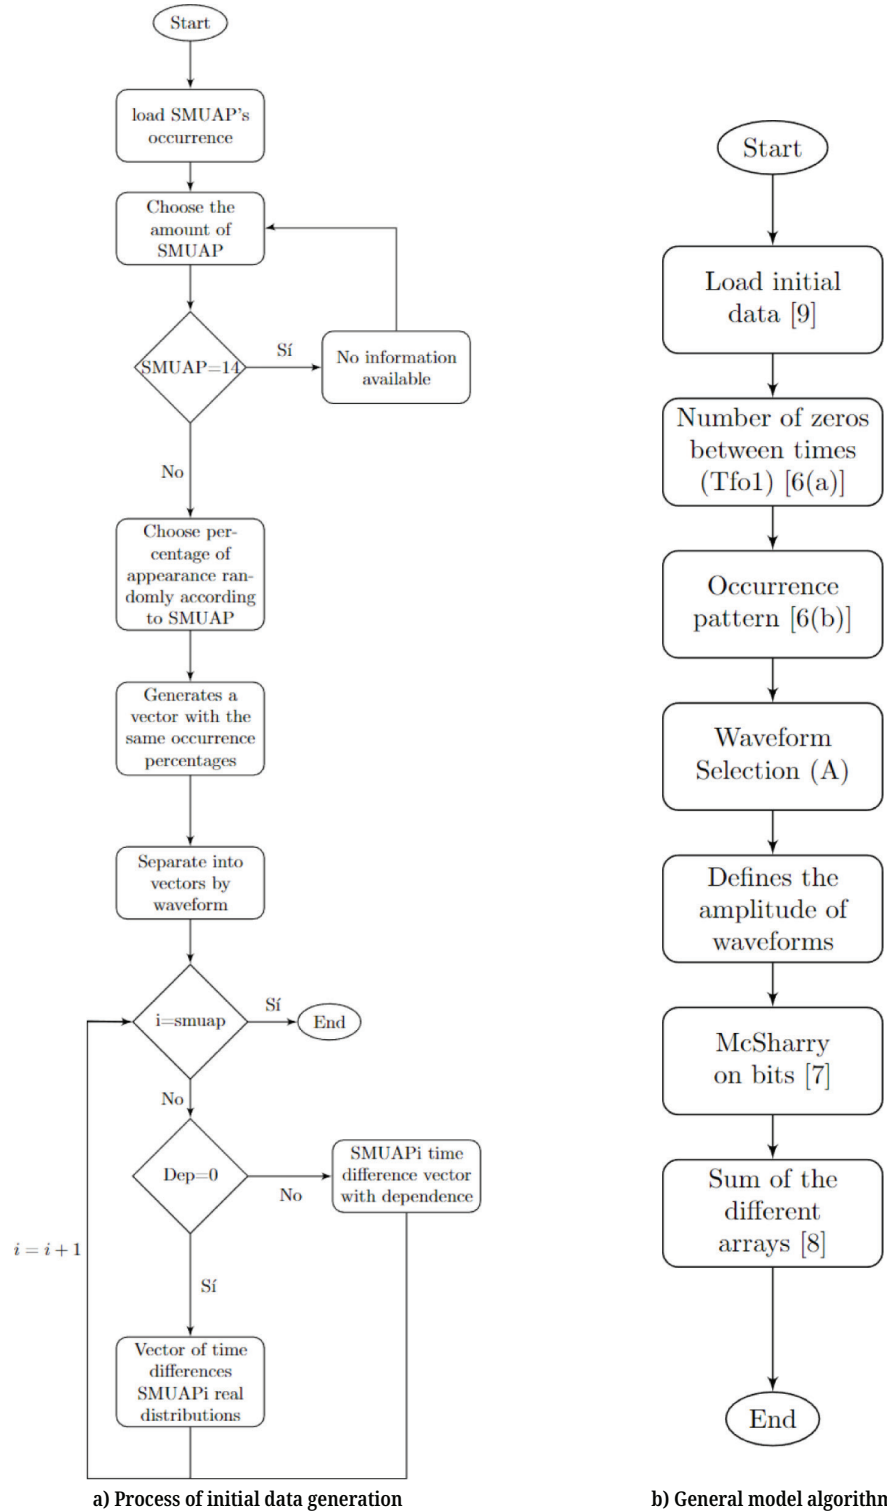 Start
load SMUAP's
occurrence
Choose the
amount of
SMUAP
SMUAP=14
Sí
No information
available
No
Choose per-
centage of
appearance ran-
domly according
to SMUAP
Generates a
vector with the
same occurrence
percentages
Separate into
vectors by
waveform
i=smuap
Sí
End
No
Dep=0
No
SMUAPi time
difference vector
with dependence
i = i + 1
Sí
Vector of time
differences
SMUAPi real
distributions
a) Process of initial data generation
Start
Load initial
data [9]
Number of zeros
between times
(Tfo1) [6(a)]
Occurrence
pattern [6(b)]
Waveform
Selection (A)
Defines the
amplitude of
waveforms
McSharry
on bits [7]
Sum of the
different
arrays [8]
End
b) General model algorithn